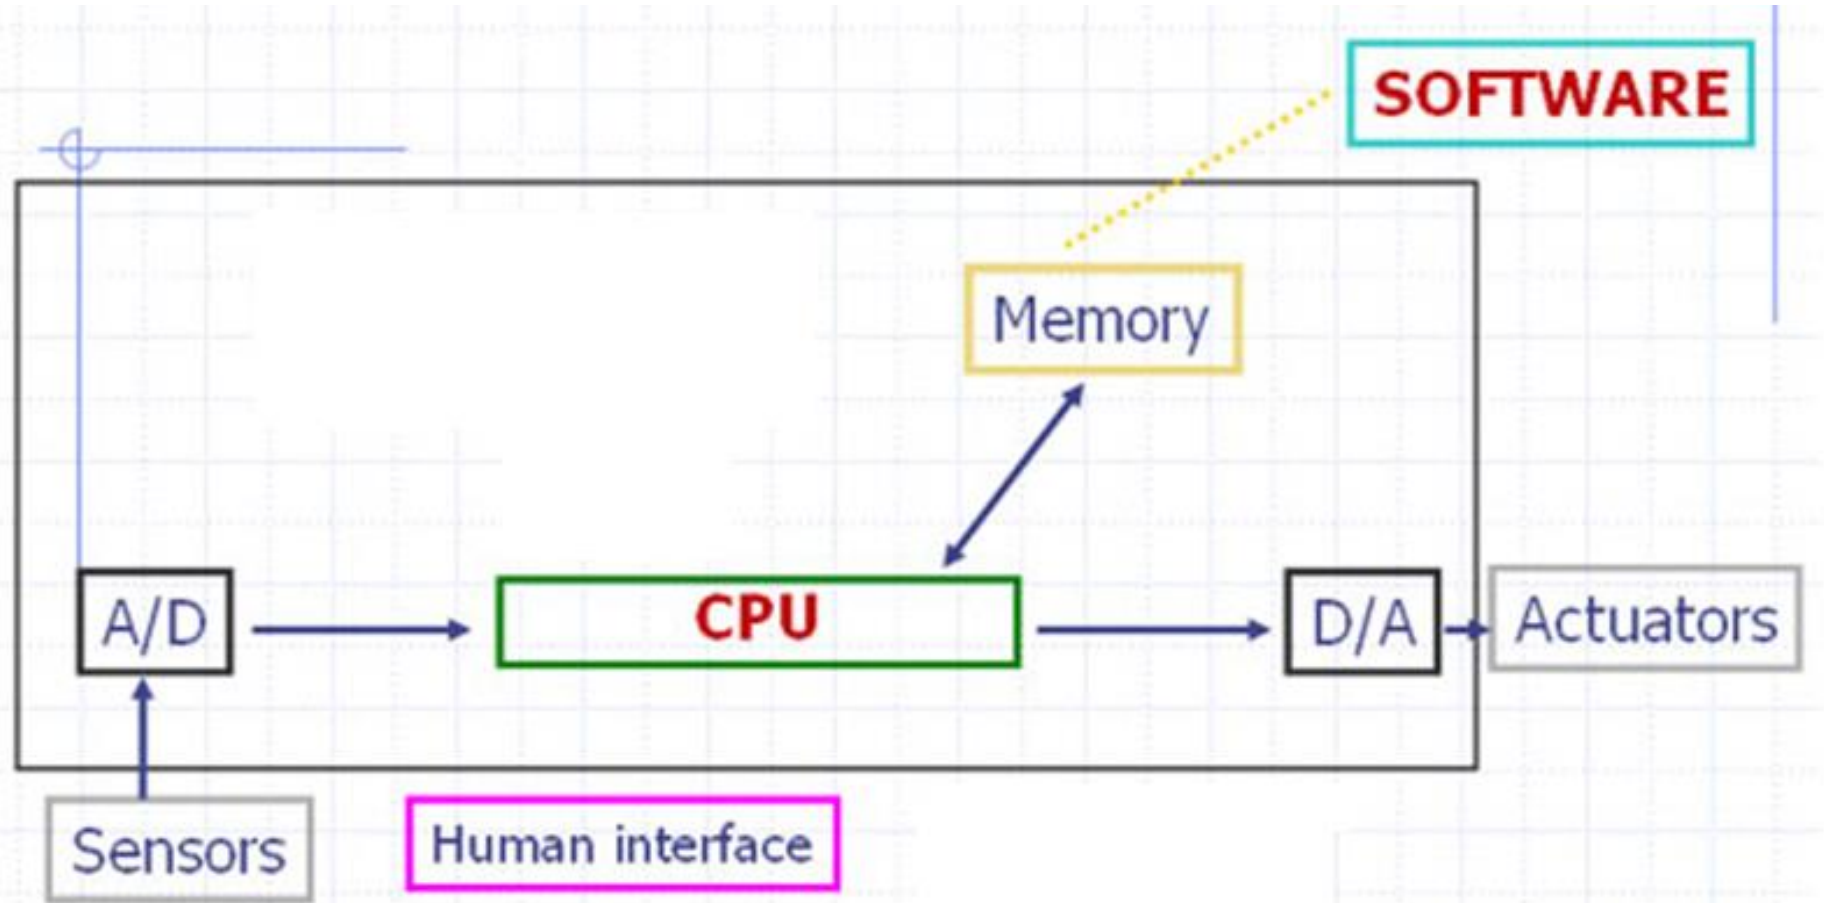 SOFTWARE
Memory
A/D
CPU
D/A
Actuators
Sensors
Human interface